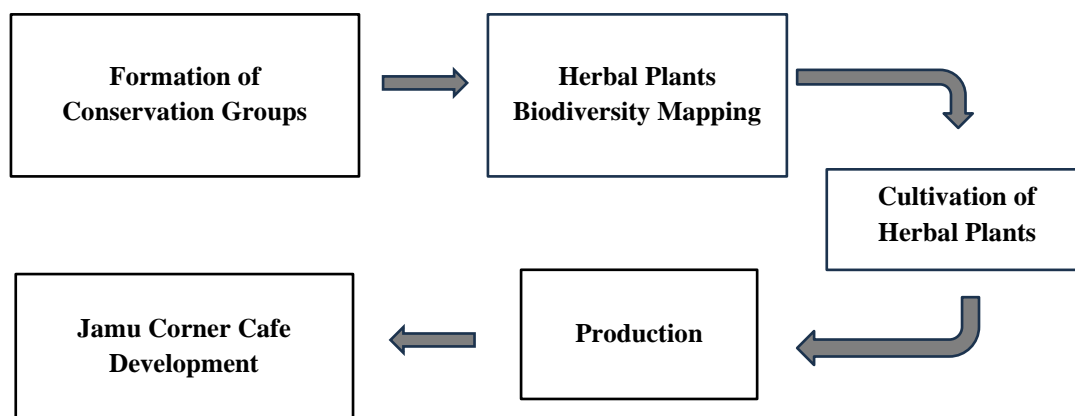 Formation of
Conservation Groups
Herbal Plants
Biodiversity Mapping
Cultivation of
Herbal Plants
Production
Jamu Corner Cafe
Development